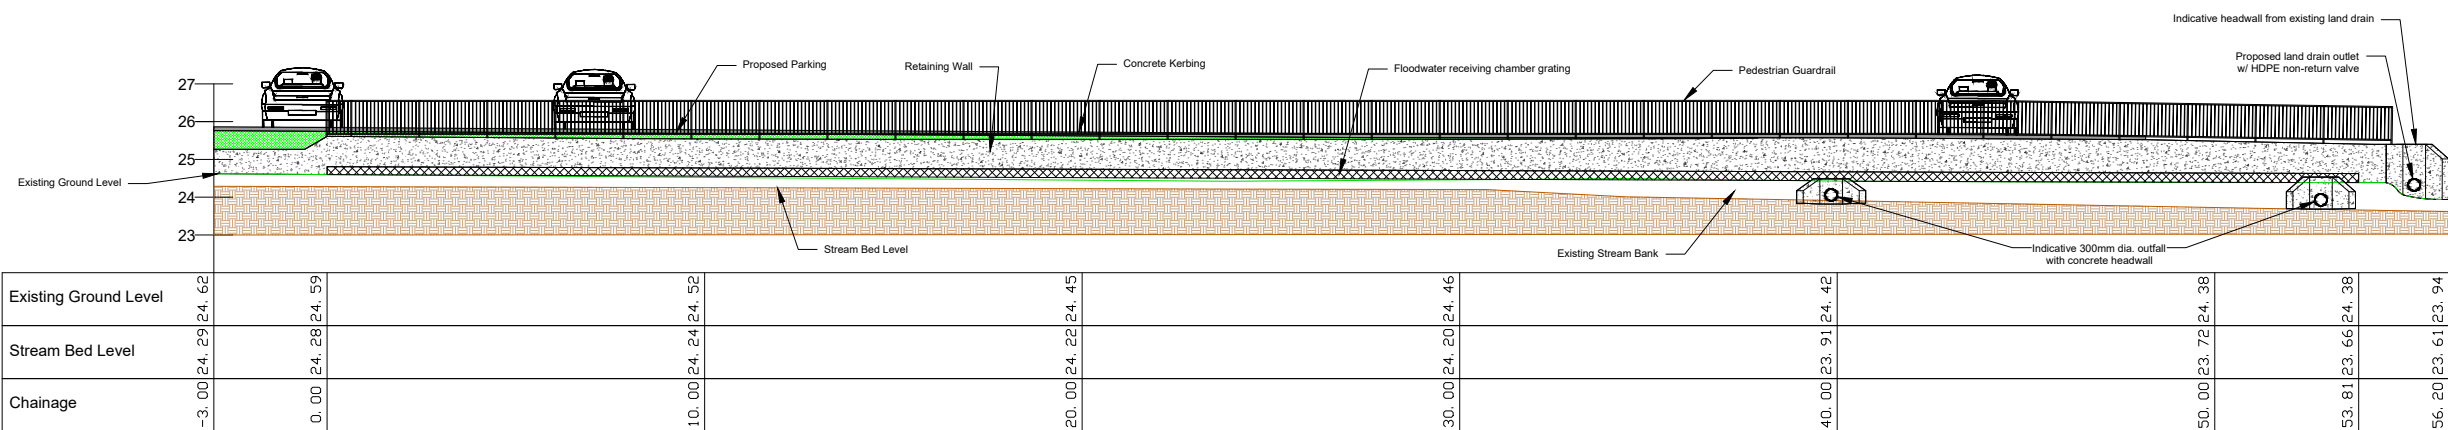 Indicative headwall from existing land drain
Proposed land drain outlet
w/ HDPE non-return valve
Proposed Parking
Retaining Wall
Concrete Kerbing
Floodwater receiving chamber grating
Pedestrian Guardrail
27
26
25
24
23
Existing Ground Level
Stream Bed Level
Existing Stream Bank
Indicative 300mm dia. outfall
with concrete headwall
Existing Ground Level 24.62 24.59 24.52 24.45 24.46 24.42 24.38 24.38 23.94
Stream Bed Level 24.29 24.28 24.24 24.22 24.20 23.91 23.72 23.66 23.61
Chainage -3.00 0.00 10.00 20.00 30.00 40.00 50.00 53.81 56.20